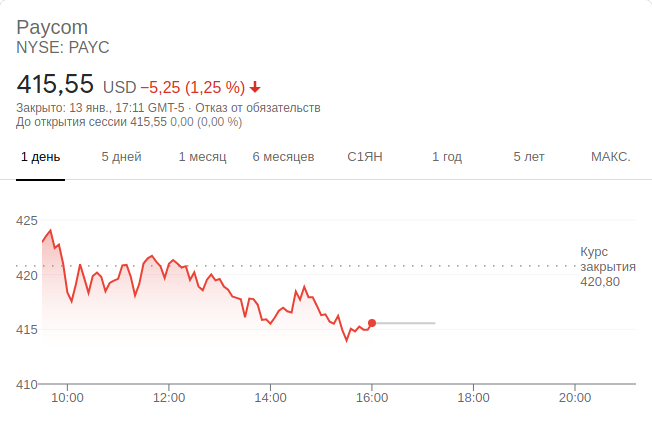 Paycom
NYSE: PAYC
415,55 USD −5,25 (1,25 %)
Закрыто: 13 янв., 17:11 GMT-5 · Отказ от обязательств
До открытия сессии 415,55 0,00 (0,00 %)
1 день 5 дней 1 месяц 6 месяцев С1ЯН 1 год 5 лет МАКС.
425
Курс
закрытия
420,80
420
415
410
10:00 12:00 14:00 16:00 18:00 20:00